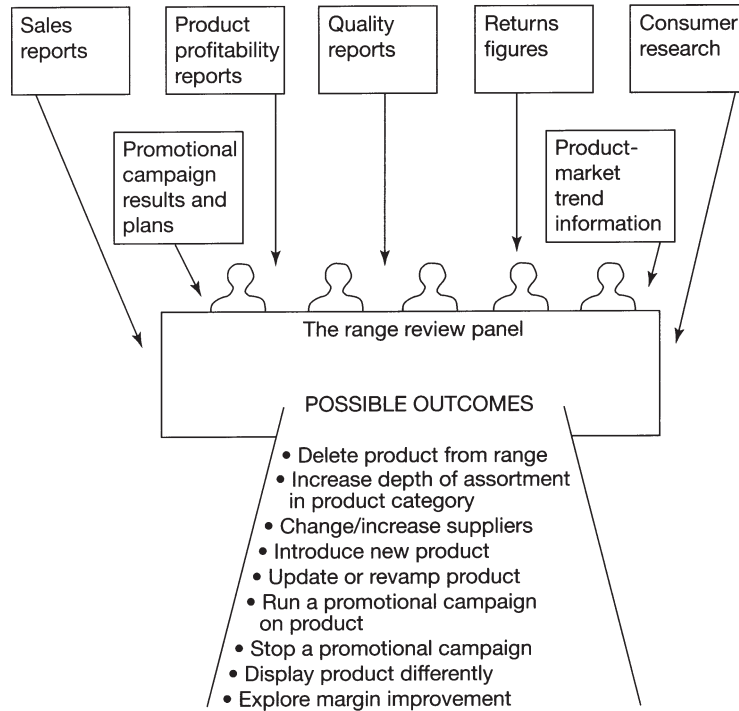 Sales
reports
Product
profitability
reports
Quality
reports
Returns
figures
Consumer
research
Promotional
campaign
results and
plans
Product-
market
trend
information
The range review panel
POSSIBLE OUTCOMES
• Delete product from range
• Increase depth of assortment
in product category
• Change/increase suppliers
• Introduce new product
• Update or revamp product
• Run a promotional campaign
on product
• Stop a promotional campaign
• Display product differently
• Explore margin improvement